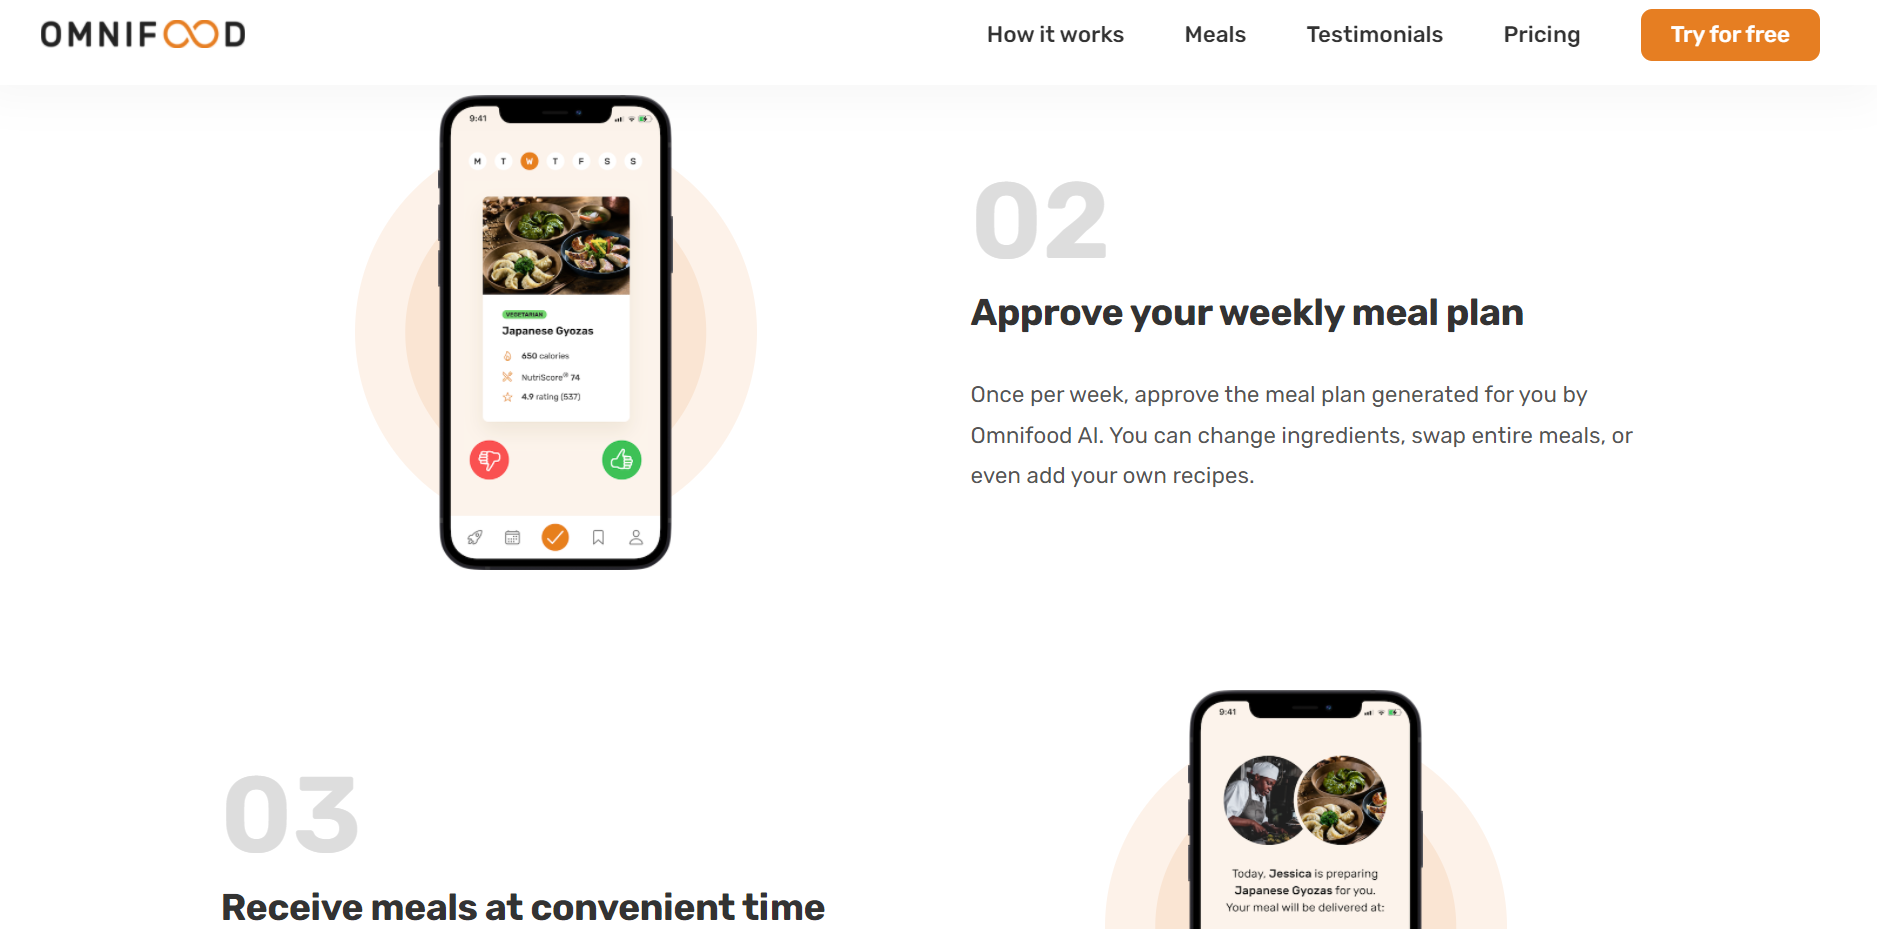 OMNIFOOD
How it works
Meals
Testimonials
Pricing
Try for free
9:41
M T W T F S S
VEGETARIAN
Japanese Gyozas
650 calories
NutriScore® 74
4.9 rating (537)
02
Approve your weekly meal plan
Once per week, approve the meal plan generated for you by
Omnifood AI. You can change ingredients, swap entire meals, or
even add your own recipes.
03
Receive meals at convenient time
9:41
Today, Jessica is preparing
Japanese Gyozas for you.
Your meal will be delivered at: